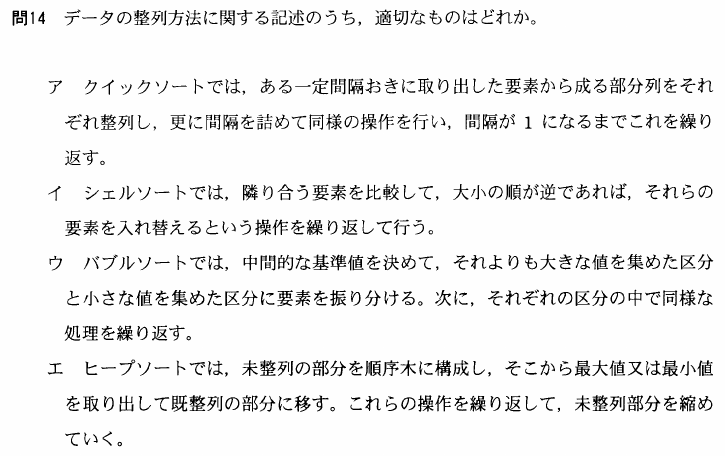 問14 データの整列方法に関する記述のうち，適切なものはどれか。
ア クイックソートでは，ある一定間隔おきに取り出した要素から成る部分列をそれ
ぞれ整列し，更に間隔を詰めて同様の操作を行い，間隔が 1 になるまでこれを繰り
返す。
イ シェルソートでは，隣り合う要素を比較して，大小の順が逆であれば，それらの
要素を入れ替えるという操作を繰り返して行う。
ウ バブルソートでは，中間的な基準値を決めて，それよりも大きな値を集めた区分
と小さな値を集めた区分に要素を振り分ける。次に，それぞれの区分の中で同様な
処理を繰り返す。
エ ヒープソートでは，未整列の部分を順序木に構成し，そこから最大値又は最小値
を取り出して既整列の部分に移す。これらの操作を繰り返して，未整列部分を縮め
ていく。